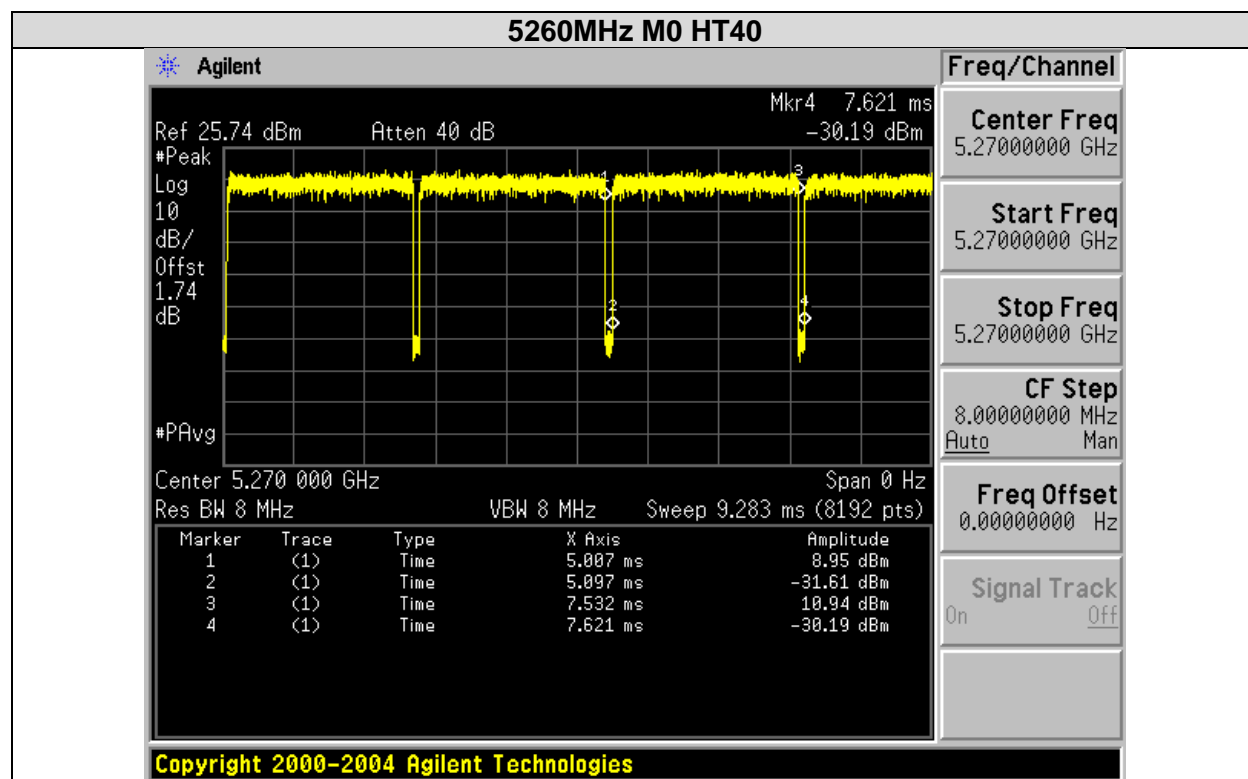 5260MHz M0 HT40
Agilent
Freq/Channel
Mkr4 7.621 ms
Ref 25.74 dBm Atten 40 dB -30.19 dBm
#Peak
Log
10
dB/
Offst
1.74
dB
#PAvg
1
2
3
4
Center 5.270 000 GHz Span 0 Hz
Res BW 8 MHz VBW 8 MHz Sweep 9.283 ms (8192 pts)
Marker Trace Type X Axis Amplitude
1 (1) Time 5.007 ms 8.95 dBm
2 (1) Time 5.097 ms -31.61 dBm
3 (1) Time 7.532 ms 10.94 dBm
4 (1) Time 7.621 ms -30.19 dBm
Center Freq
5.27000000 GHz
Start Freq
5.27000000 GHz
Stop Freq
5.27000000 GHz
CF Step
8.00000000 MHz
Auto Man
Freq Offset
0.00000000 Hz
Signal Track
On Off
Copyright 2000-2004 Agilent Technologies